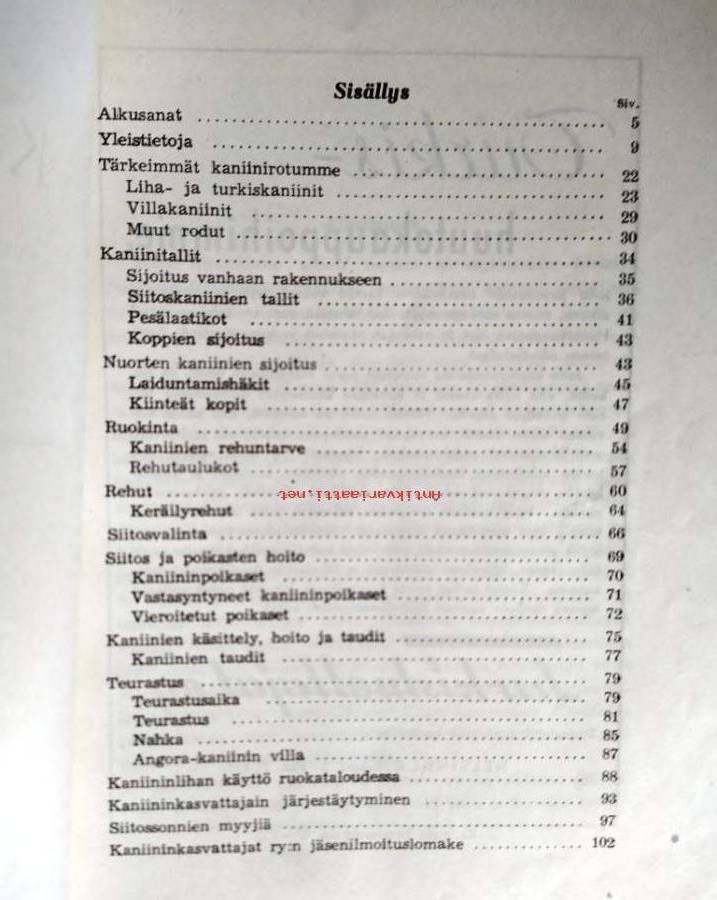 Sisällys
Siv.
Alkusanat 5
Yleistietoja 9
Tärkeimmät kaniinirotumme 22
Liha- ja turkiskaniinit 23
Villakaniinit 29
Muut rodut 30
Kaniinitallit 34
Sijoitus vanhaan rakennukseen 35
Siitoskaniinien tallit 36
Pesälaatikot 41
Koppien sijoitus 43
Nuorten kaniinien sijoitus 43
Laiduntamishäkit 45
Kiinteät kopit 47
Ruokinta 49
Kaniinien rehuntarve 54
Rehutaulukot 57
Rehut 60
Antikvariaatti.net
Keräilyrehut 64
Siitosvalinta 66
Siitos ja poikasten hoito 69
Kaniininpoikaset 70
Vastasyntyneet kaniininpoikaset 71
Vieroitetut poikaset 72
Kaniinien käsittely, hoito ja taudit 75
Kaniinien taudit 77
Teurastus 79
Teurastusaika 79
Teurastus 81
Nahka 85
Angora-kaniinin villa 87
Kaniininlihan käyttö ruokataloudessa 88
Kaniininkasvattajain järjestäytyminen 93
Siitossonnien myyjiä 97
Kaniininkasvattajat ry:n jäsenilmoituslomake 102